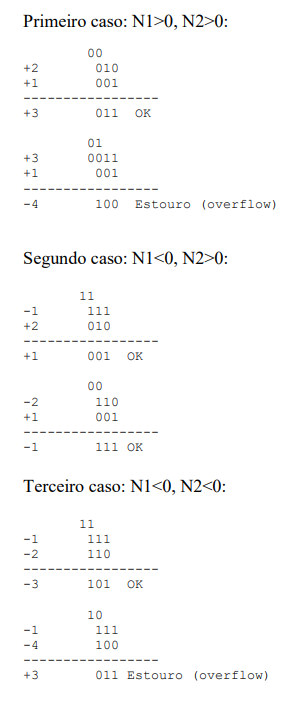 Primeiro caso: N1>0, N2>0:
00
+2 010
+1 001
-----------------
+3 011 OK
01
+3 0011
+1 001
-----------------
-4 100 Estouro (overflow)
Segundo caso: N1<0, N2>0:
11
-1 111
+2 010
-----------------
+1 001 OK
00
-2 110
+1 001
-----------------
-1 111 OK
Terceiro caso: N1<0, N2<0:
11
-1 111
-2 110
-----------------
-3 101 OK
10
-1 111
-4 100
-----------------
+3 011 Estouro (overflow)